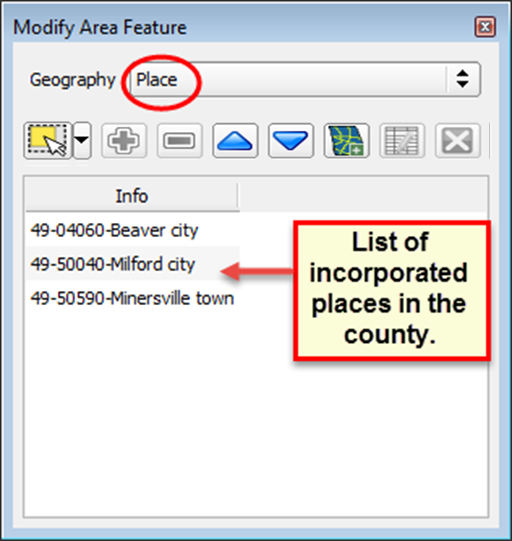 Modify Area Feature
Geography Place
Info
49-04060-Beaver city
49-50040-Milford city
49-50590-Minersville town
List of
incorporated
places in the
county.